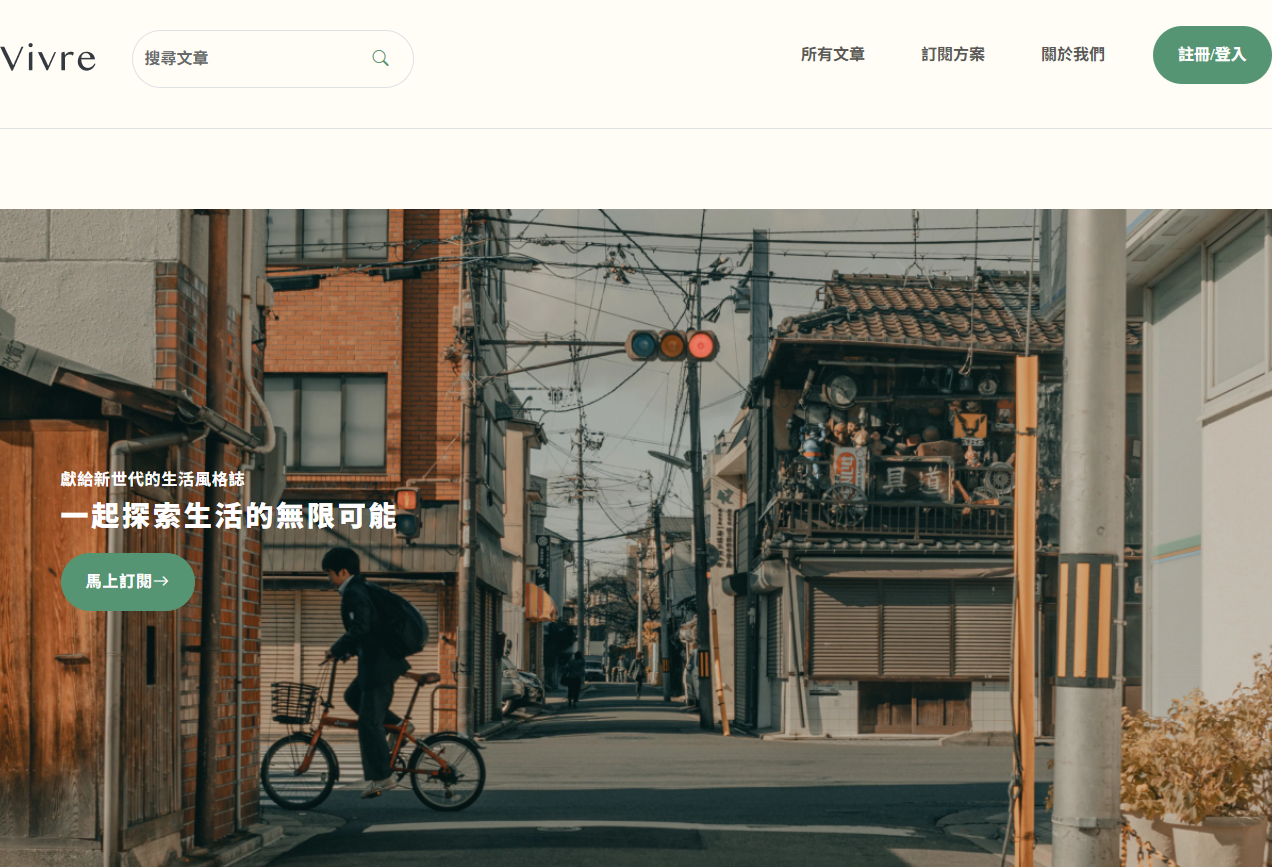 Vivre
搜尋文章
所有文章
訂閱方案
關於我們
註冊/登入
獻給新世代的生活風格誌
一起探索生活的無限可能
馬上訂閱→
具道